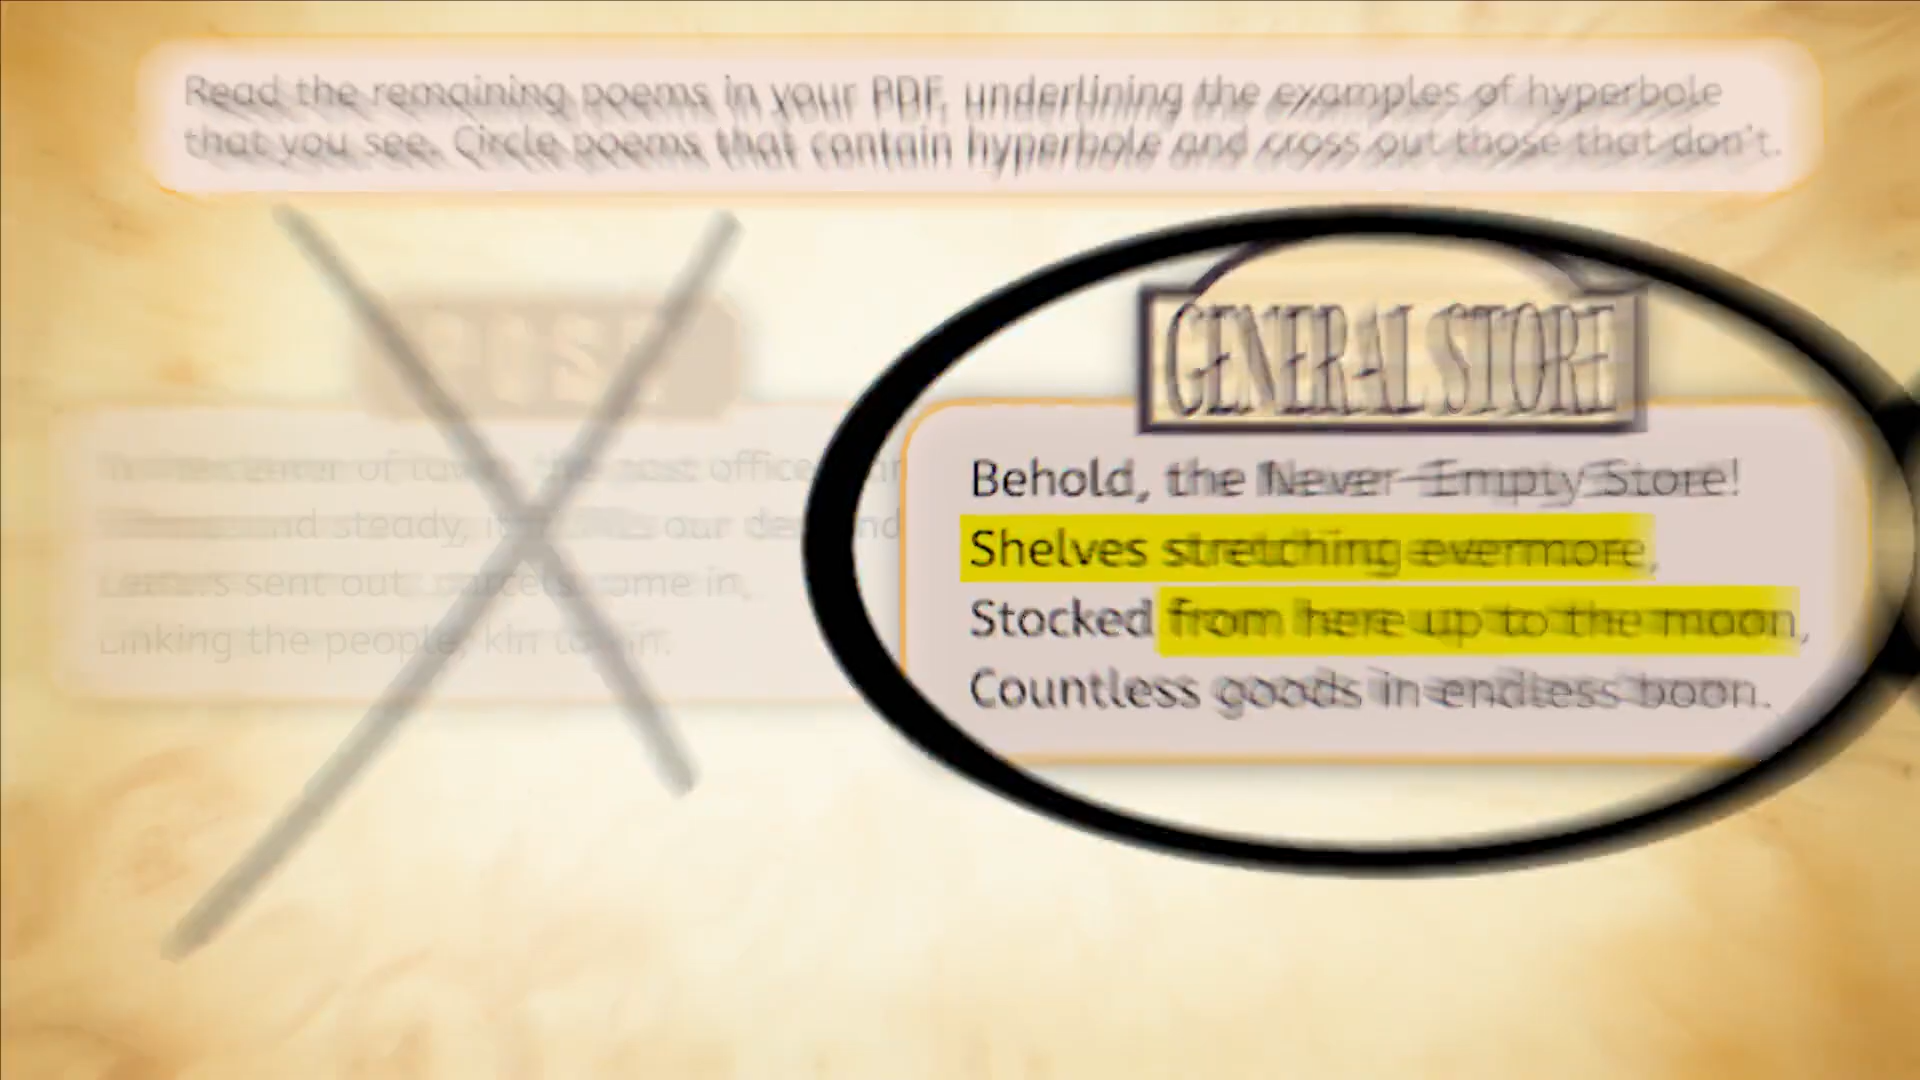 Read the remaining poems in your PDF, underlining the examples of hyperbole
that you see. Circle poems that contain hyperbole and cross out those that don't.
GENERAL STORE
of town, the post office
and steady, our
sent out, parcels come in,
Linking the people, kin to kin.
Behold, the Never-Empty Store!
Shelves stretching evermore,
Stocked from here up to the moon,
Countless goods in endless boon.